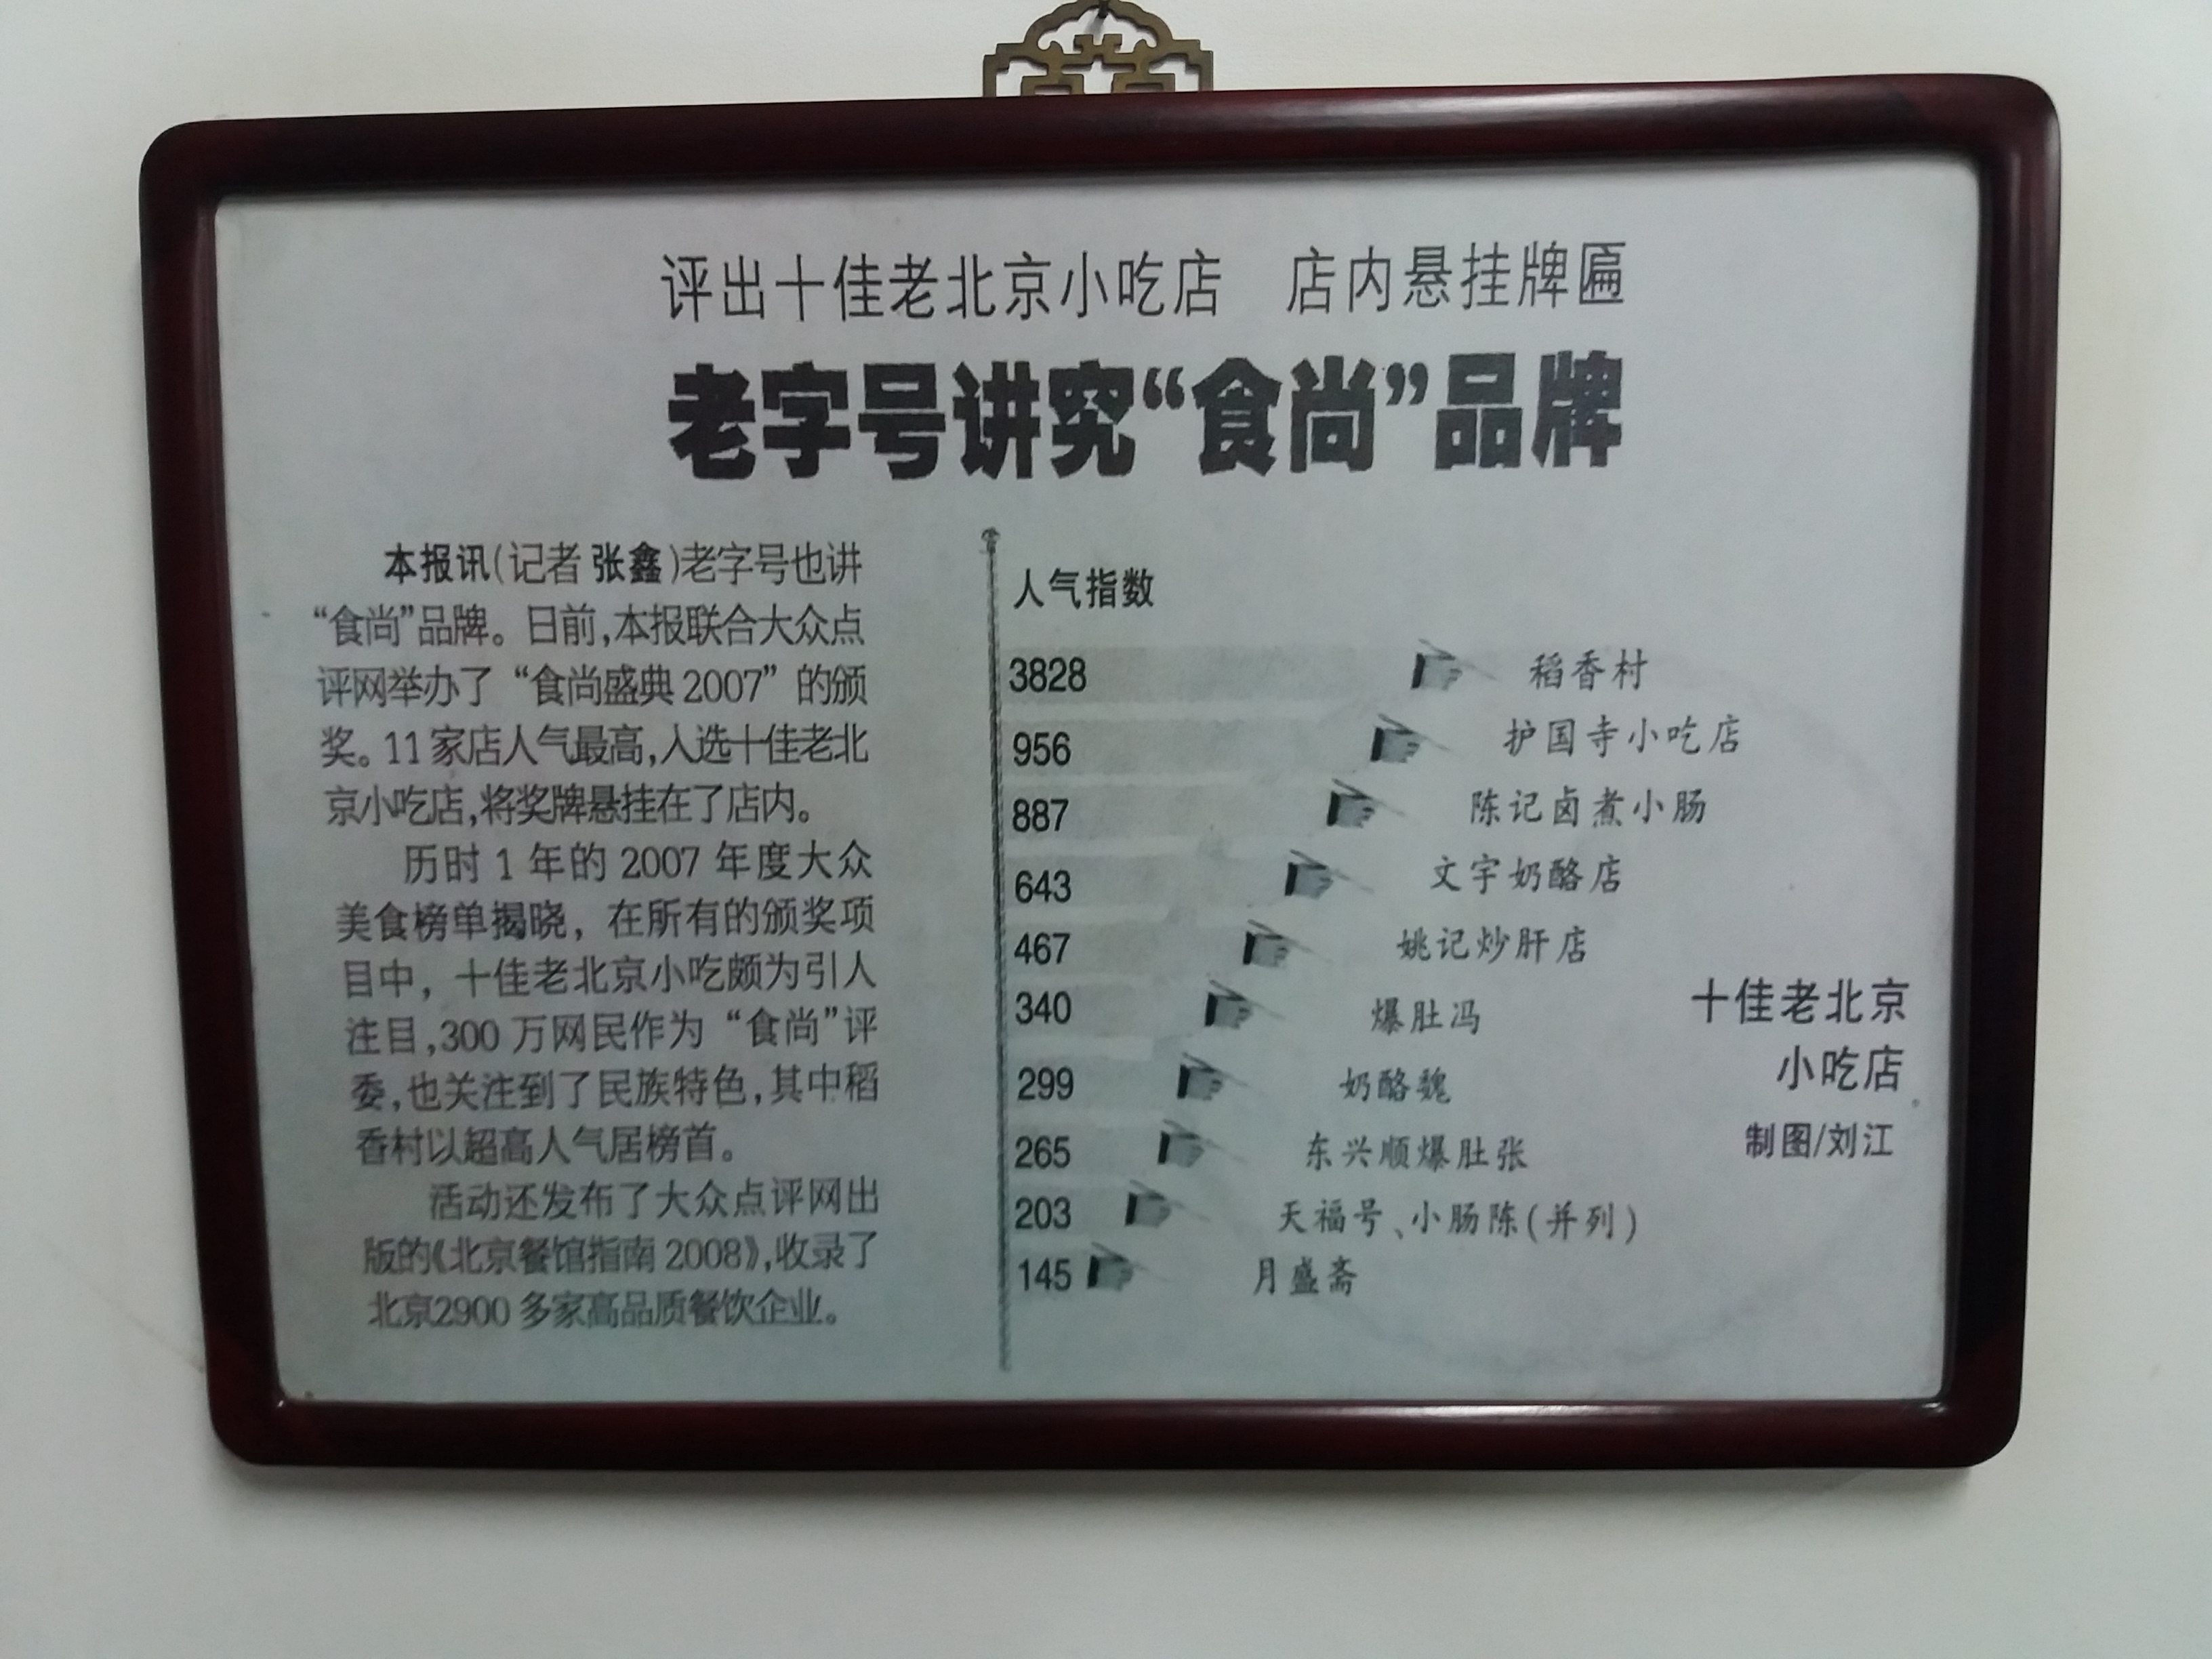 评出十佳老北京小吃店 店内悬挂牌匾
老字号讲究“食尚”品牌
本报讯(记者 张鑫)老字号也讲
“食尚”品牌。日前,本报联合大众点
评网举办了“食尚盛典2007”的颁
奖。11家店人气最高,入选十佳老北
京小吃店,将奖牌悬挂在了店内。
历时1年的2007年度大众
美食榜单揭晓，在所有的颁奖项
目中，十佳老北京小吃颇为引人
注目,300万网民作为“食尚”评
委,也关注到了民族特色,其中稻
香村以超高人气居榜首。
活动还发布了大众点评网出
版的《北京餐馆指南2008》,收录了
北京2900多家高品质餐饮企业。
人气指数
3828 稻香村
956 护国寺小吃店
887 陈记卤煮小肠
643 文宇奶酪店
467 姚记炒肝店
340 爆肚冯
299 奶酪魏
265 东兴顺爆肚张
203 天福号、小肠陈(并列)
145 月盛斋
十佳老北京
小吃店
制图/刘江